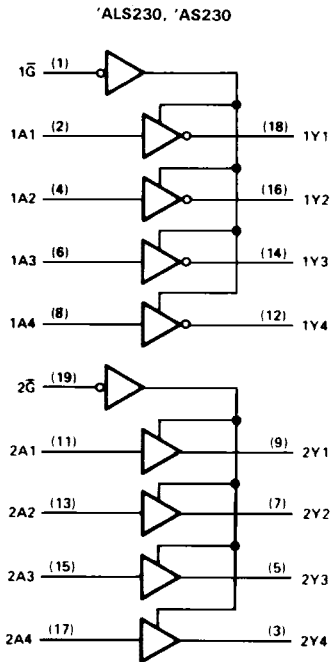 'ALS230, 'AS230
1G̅ (1)
1A1 (2) (18) 1Y1
1A2 (4) (16) 1Y2
1A3 (6) (14) 1Y3
1A4 (8) (12) 1Y4
2G̅ (19)
2A1 (11) (9) 2Y1
2A2 (13) (7) 2Y2
2A3 (15) (5) 2Y3
2A4 (17) (3) 2Y4